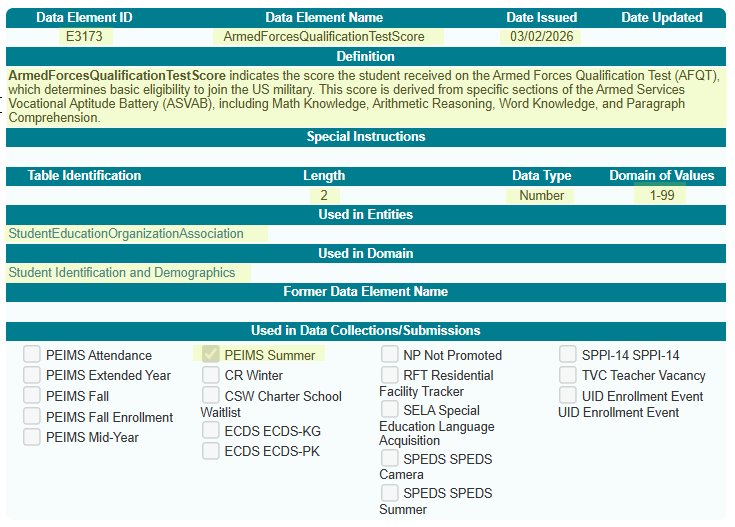 Data Element ID Data Element Name Date Issued Date Updated
E3173 ArmedForcesQualificationTestScore 03/02/2026
Definition
ArmedForcesQualificationTestScore indicates the score the student received on the Armed Forces Qualification Test (AFQT),
which determines basic eligibility to join the US military. This score is derived from specific sections of the Armed Services
Vocational Aptitude Battery (ASVAB), including Math Knowledge, Arithmetic Reasoning, Word Knowledge, and Paragraph
Comprehension.
Special Instructions
Table Identification Length Data Type Domain of Values
2 Number 1-99
Used in Entities
StudentEducationOrganizationAssociation
Used in Domain
Student Identification and Demographics
Former Data Element Name
Used in Data Collections/Submissions
PEIMS Attendance
PEIMS Extended Year
PEIMS Fall
PEIMS Fall Enrollment
PEIMS Mid-Year
PEIMS Summer
CR Winter
CSW Charter School
Waitlist
ECDS ECDS-KG
ECDS ECDS-PK
NP Not Promoted
RFT Residential
Facility Tracker
SELA Special
Education Language
Acquisition
SPEDS SPEDS
Camera
SPEDS SPEDS
Summer
SPPI-14 SPPI-14
TVC Teacher Vacancy
UID Enrollment Event
UID Enrollment Event